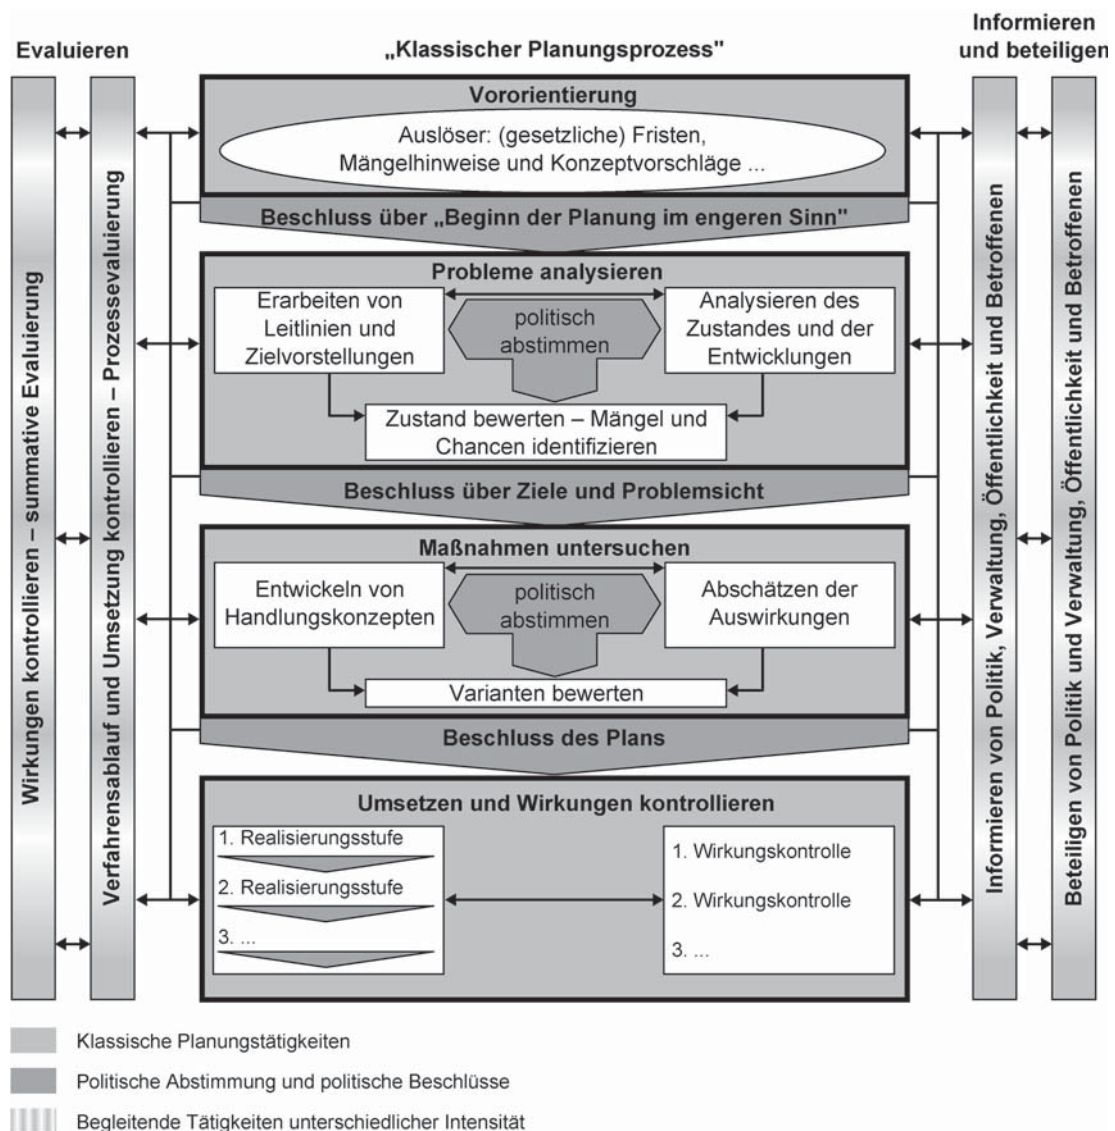 Evaluieren
„Klassischer Planungsprozess"
Informieren
und beteiligen
Wirkungen kontrollieren – summative Evaluierung
Verfahrensablauf und Umsetzung kontrollieren – Prozessevaluierung
Vororientierung
Auslöser: (gesetzliche) Fristen,
Mängelhinweise und Konzeptvorschläge ...
Beschluss über „Beginn der Planung im engeren Sinn"
Probleme analysieren
Erarbeiten von
Leitlinien und
Zielvorstellungen
politisch
abstimmen
Analysieren des
Zustandes und der
Entwicklungen
Zustand bewerten – Mängel und
Chancen identifizieren
Beschluss über Ziele und Problemsicht
Maßnahmen untersuchen
Entwickeln von
Handlungskonzepten
politisch
abstimmen
Abschätzen der
Auswirkungen
Varianten bewerten
Beschluss des Plans
Umsetzen und Wirkungen kontrollieren
1. Realisierungsstufe
2. Realisierungsstufe
3. ...
1. Wirkungskontrolle
2. Wirkungskontrolle
3. ...
Informieren von Politik, Verwaltung, Öffentlichkeit und Betroffenen
Beteiligen von Politik und Verwaltung, Öffentlichkeit und Betroffenen
Klassische Planungstätigkeiten
Politische Abstimmung und politische Beschlüsse
Begleitende Tätigkeiten unterschiedlicher Intensität